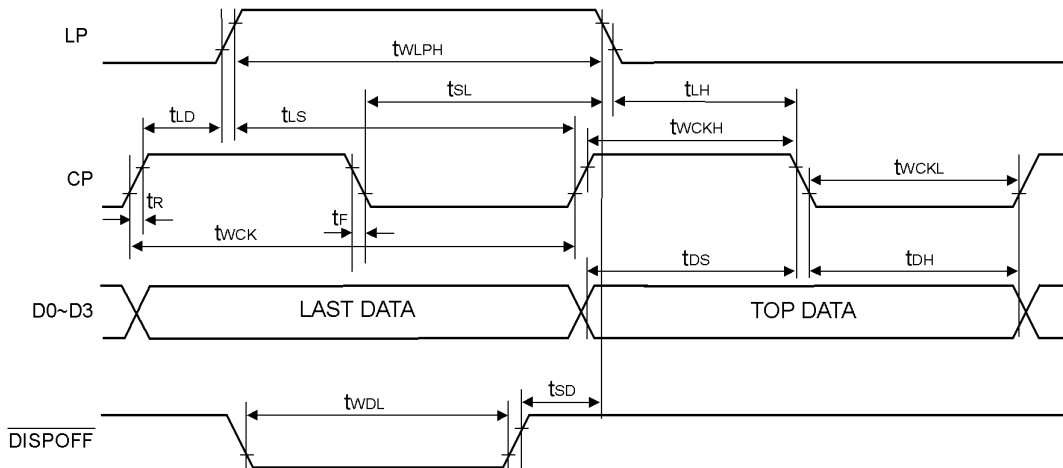 LP
tWLPH
tSL
tLH
tLD
tLS
tWCKH
CP
tWCKL
tR
tF
tWCK
tDS
tDH
D0~D3
LAST DATA
TOP DATA
tWDL
tSD
DISPOFF